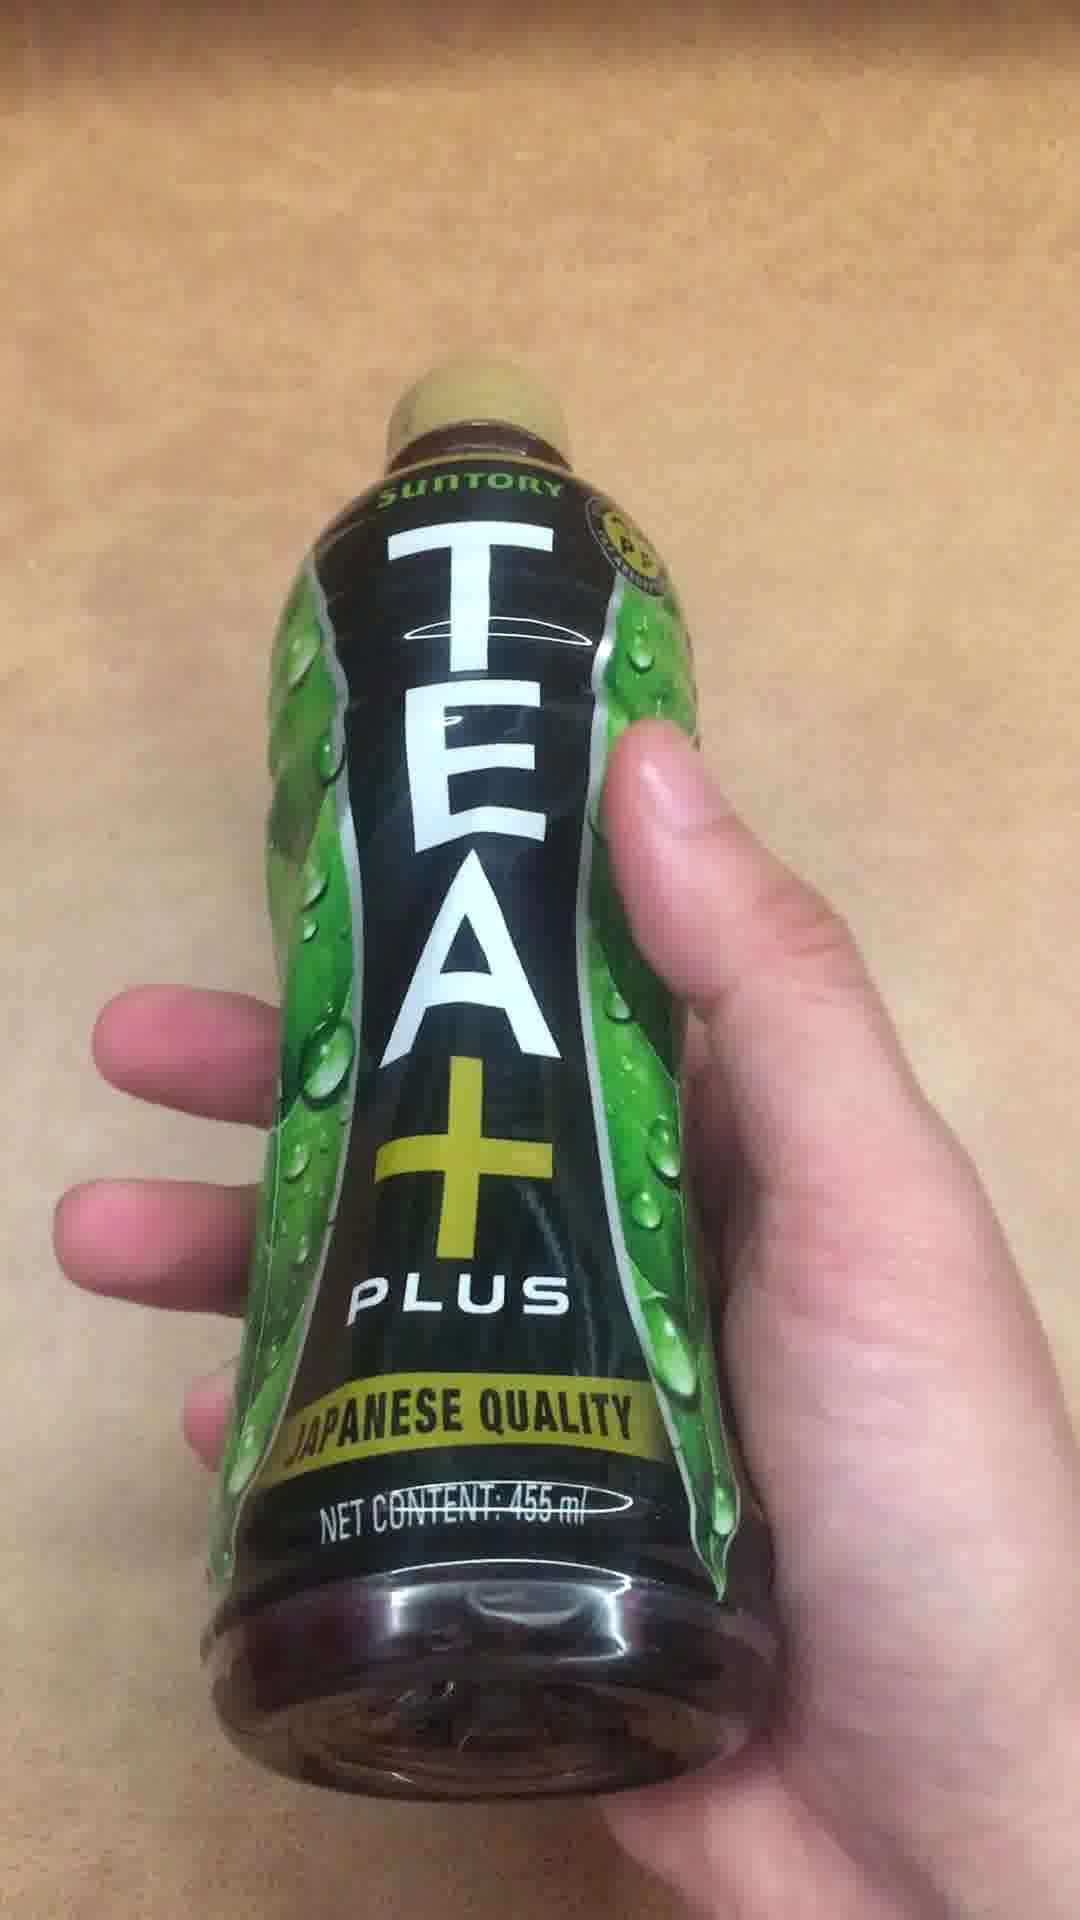 SUNTORY
TEA
+
PLUS
JAPANESE QUALITY
NET CONTENT: 455 ml